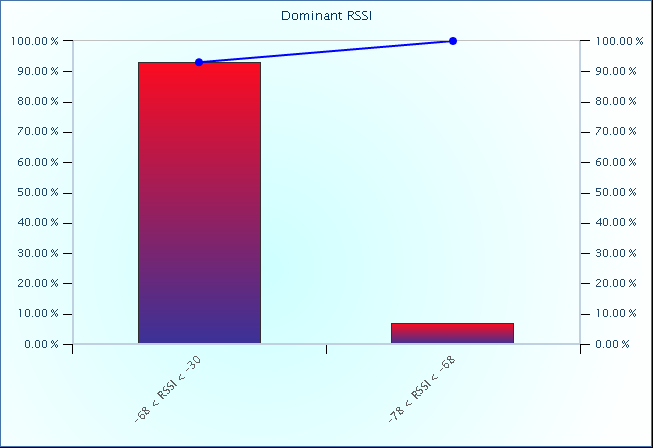 Dominant RSSI
100.00 % 100.00 %
90.00 % 90.00 %
80.00 % 80.00 %
70.00 % 70.00 %
60.00 % 60.00 %
50.00 % 50.00 %
40.00 % 40.00 %
30.00 % 30.00 %
20.00 % 20.00 %
10.00 % 10.00 %
0.00 % 0.00 %
-68 < RSSI < -30
-78 < RSSI < -68